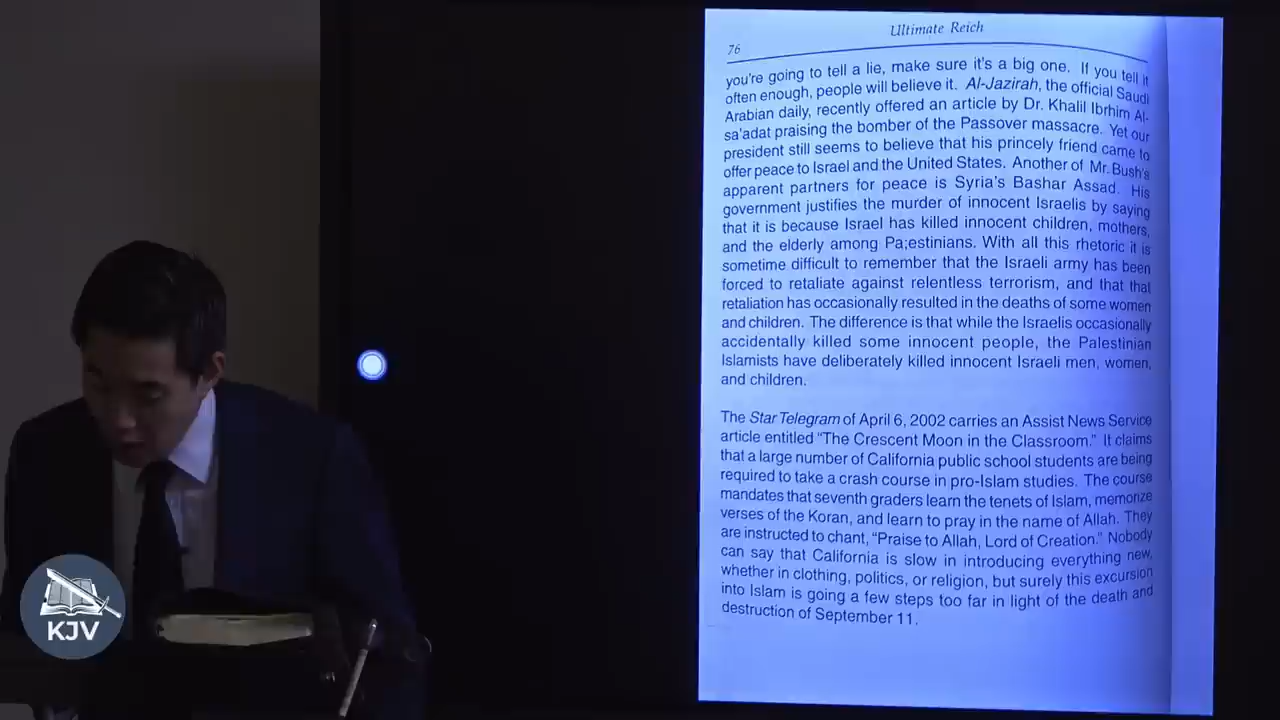 Ultimate Reich
76
you're going to tell a lie, make sure it's a big one. If you tell it
often enough, people will believe it. Al-Jazirah, the official Saudi
Arabian daily, recently offered an article by Dr. Khalil Ibrhim Al-
sa'adat praising the bomber of the Passover massacre. Yet our
president still seems to believe that his princely friend came to
offer peace to Israel and the United States. Another of Mr. Bush's
apparent partners for peace is Syria's Bashar Assad. His
government justifies the murder of innocent Israelis by saying
that it is because Israel has killed innocent children, mothers,
and the elderly among Pa;estinians. With all this rhetoric it is
sometime difficult to remember that the Israeli army has been
forced to retaliate against relentless terrorism, and that that
retaliation has occasionally resulted in the deaths of some women
and children. The difference is that while the Israelis occasionally
accidentally killed some innocent people, the Palestinian
Islamists have deliberately killed innocent Israeli men, women,
and children.
The Star Telegram of April 6, 2002 carries an Assist News Service
article entitled "The Crescent Moon in the Classroom." It claims
that a large number of California public school students are being
required to take a crash course in pro-Islam studies. The course
mandates that seventh graders learn the tenets of Islam, memorize
verses of the Koran, and learn to pray in the name of Allah. They
are instructed to chant, "Praise to Allah, Lord of Creation." Nobody
can say that California is slow in introducing everything new,
whether in clothing, politics, or religion, but surely this excursion
into Islam is going a few steps too far in light of the death and
destruction of September 11.
KJV